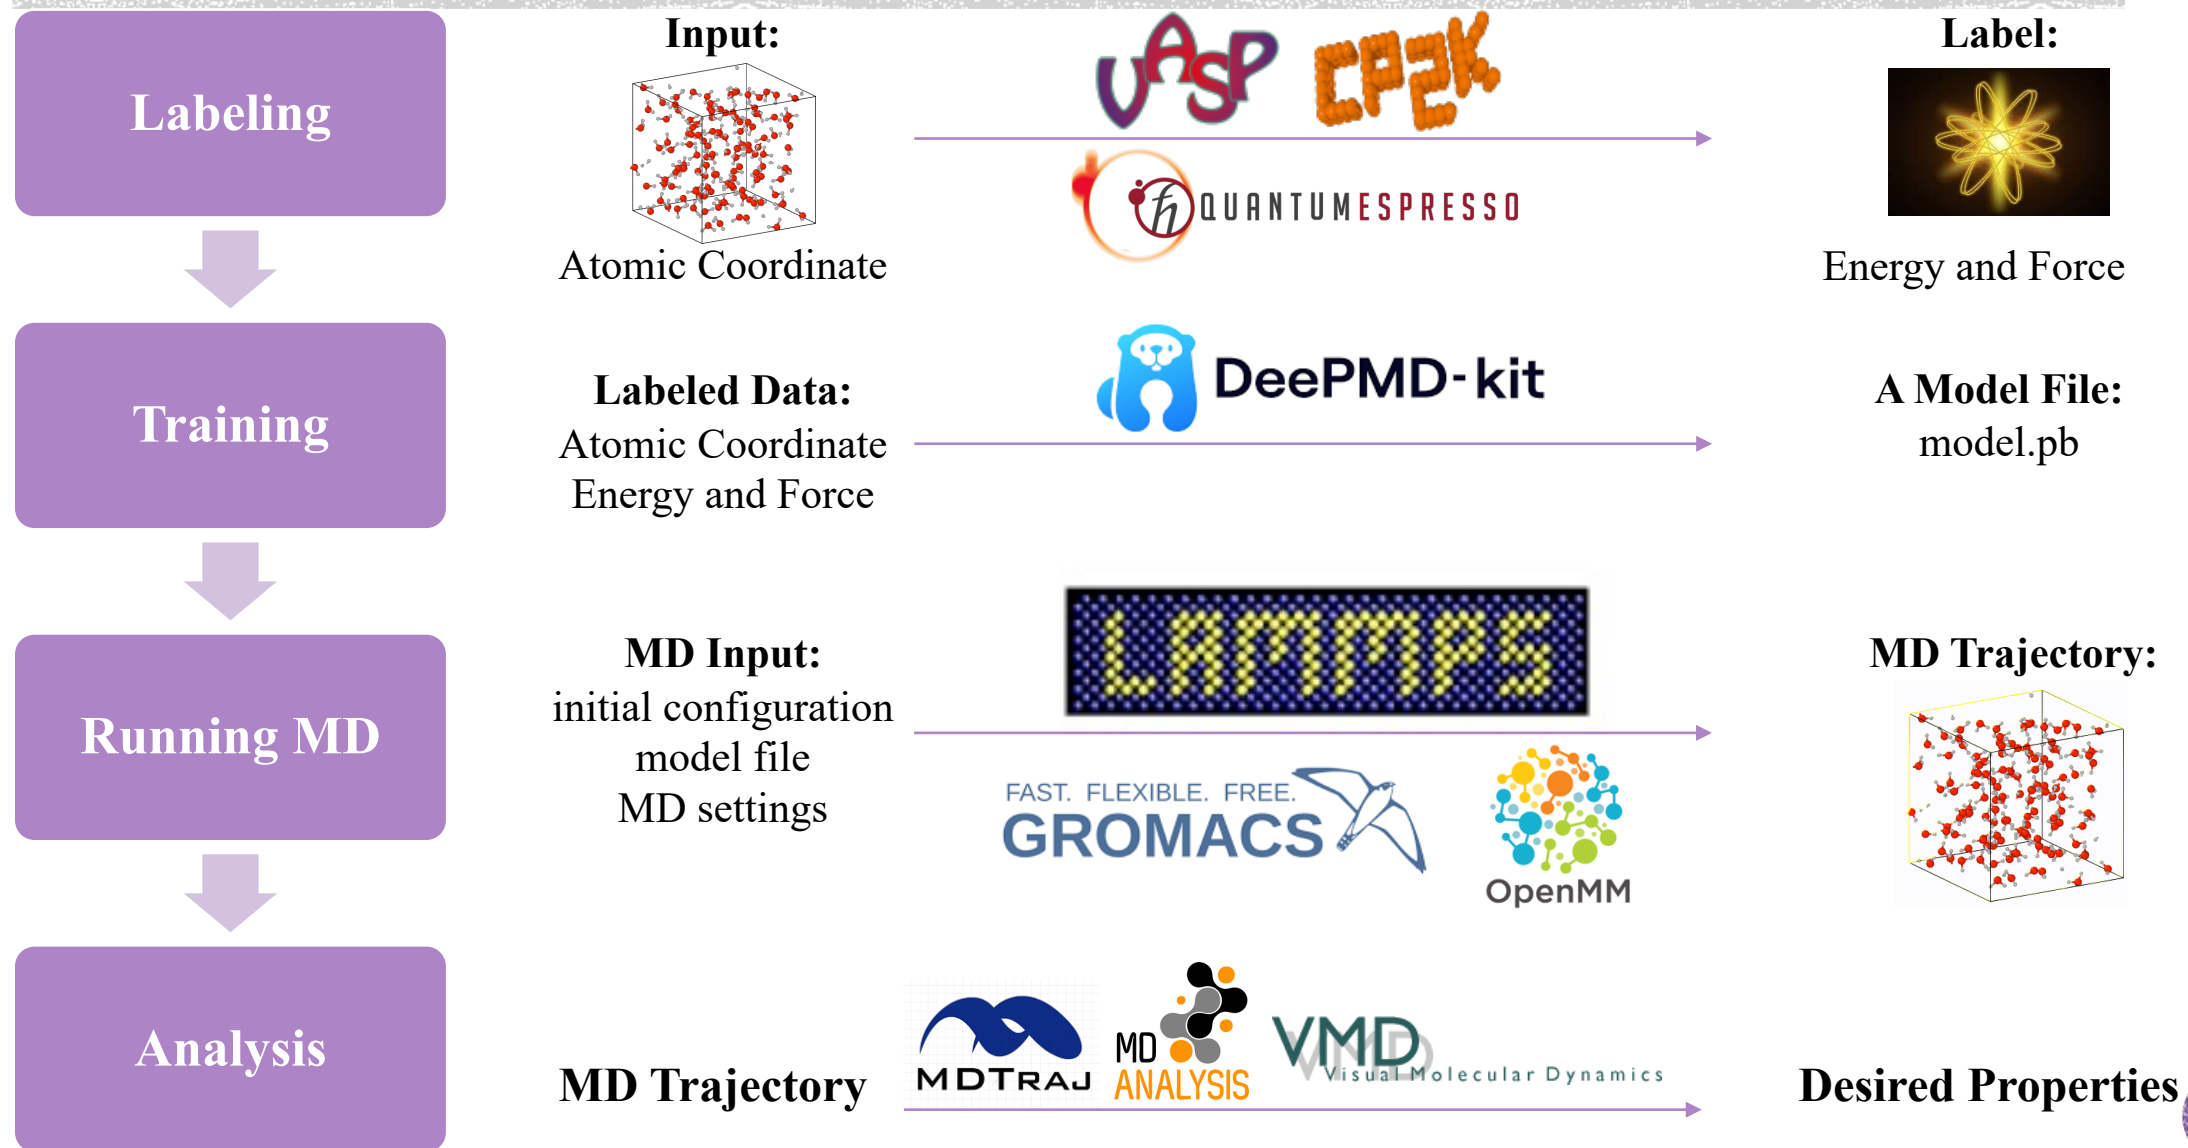 Labeling
Input:
Atomic Coordinate
VASP
CP2K
ħ QUANTUMESPRESSO
Label:
Energy and Force
Training
Labeled Data:
Atomic Coordinate
Energy and Force
DeePMD-kit
A Model File:
model.pb
Running MD
MD Input:
initial configuration
model file
MD settings
LAMMPS
FAST. FLEXIBLE. FREE.
GROMACS
OpenMM
MD Trajectory:
Analysis
MD Trajectory
MDTRAJ
MD
ANALYSIS
VMD
Visual Molecular Dynamics
Desired Properties